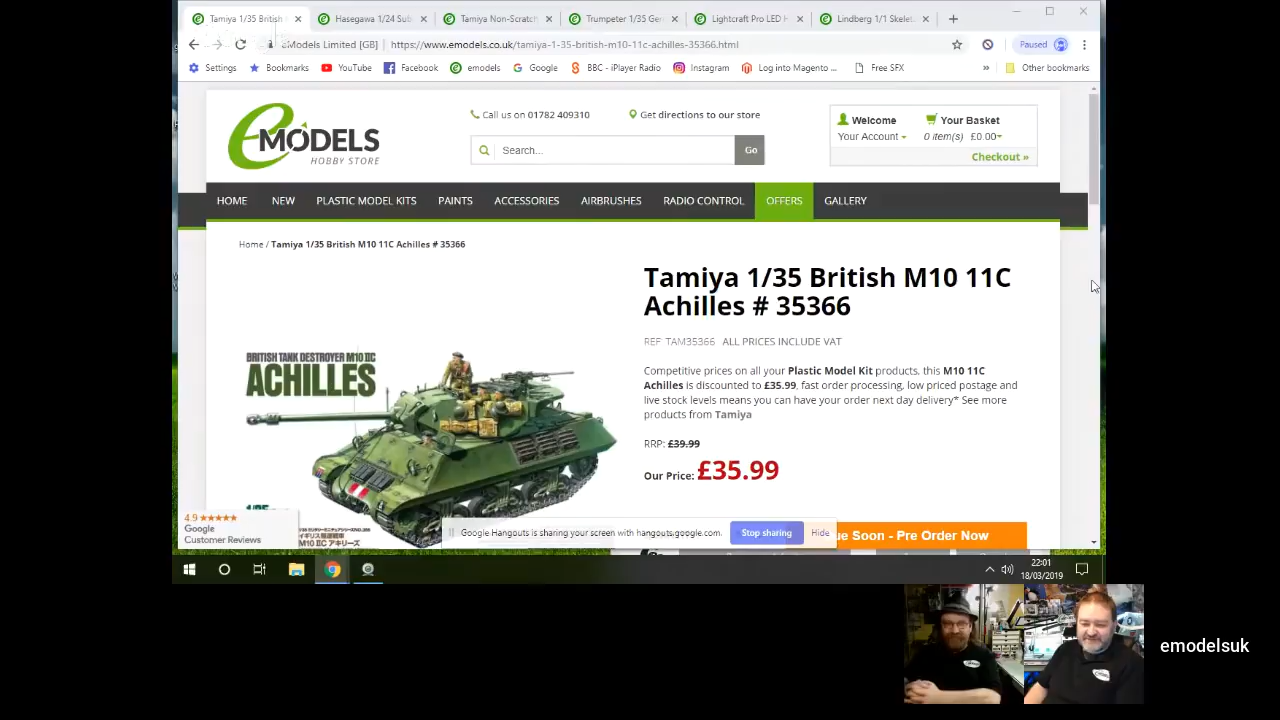 Tamiya 1/35 British
Hasegawa 1/24 Sub
Tamiya Non-Scratch
Trumpeter 1/35 Ger
Lightcraft Pro LED H
Lindberg 1/1 Skelet
eModels Limited [GB]
https://www.emodels.co.uk/tamiya-1-35-british-m10-11c-achilles-35366.html
Paused
Settings
Bookmarks
YouTube
Facebook
emodels
Google
BBC - iPlayer Radio
Instagram
Log into Magento ...
Free SFX
»
Other bookmarks
eMODELS
HOBBY STORE
Call us on 01782 409310
Get directions to our store
Search...
Go
Welcome
Your Account
Your Basket
0 item(s) £0.00
Checkout »
HOME
NEW
PLASTIC MODEL KITS
PAINTS
ACCESSORIES
AIRBRUSHES
RADIO CONTROL
OFFERS
GALLERY
Home / Tamiya 1/35 British M10 11C Achilles # 35366
BRITISH TANK DESTROYER M10 IIC
ACHILLES
Tamiya 1/35 British M10 11C
Achilles # 35366
REF TAM35366 ALL PRICES INCLUDE VAT
Competitive prices on all your Plastic Model Kit products, this M10 11C
Achilles is discounted to £35.99, fast order processing, low priced postage and
live stock levels means you can have your order next day delivery* See more
products from Tamiya
RRP: £39.99
Our Price: £35.99
4.9
Google
Customer Reviews
M10 IIC アキリーズ
Google Hangouts is sharing your screen with hangouts.google.com.
Stop sharing
Hide
ue Soon - Pre Order Now
22:01
18/03/2019
emodelsuk